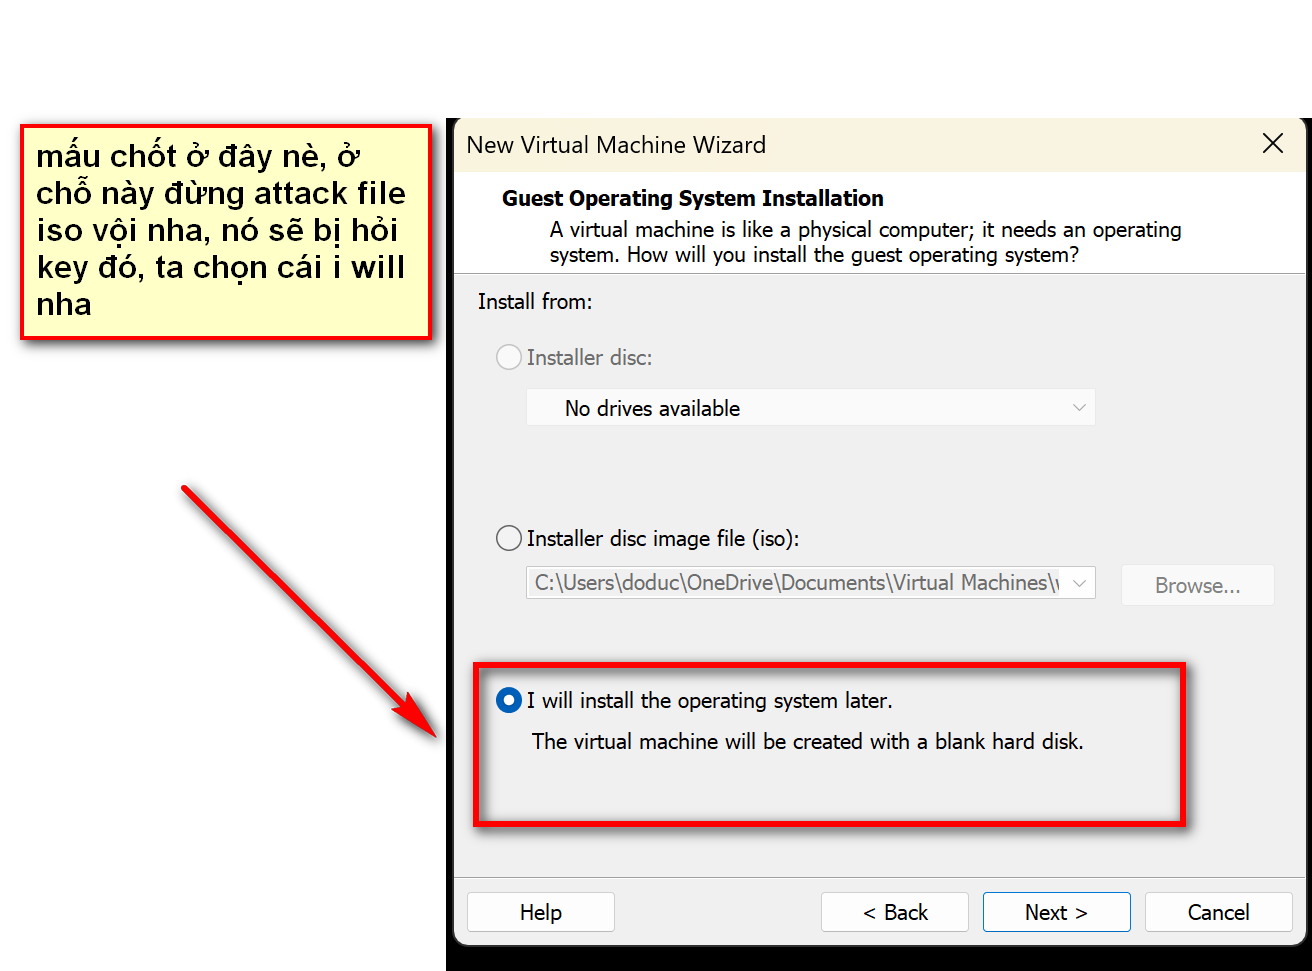 mấu chốt ở đây nè, ở
chỗ này đừng attack file
iso vội nha, nó sẽ bị hỏi
key đó, ta chọn cái i will
nha
New Virtual Machine Wizard
Guest Operating System Installation
A virtual machine is like a physical computer; it needs an operating
system. How will you install the guest operating system?
Install from:
Installer disc:
No drives available
Installer disc image file (iso):
C:\Users\doduc\OneDrive\Documents\Virtual Machines\
Browse...
I will install the operating system later.
The virtual machine will be created with a blank hard disk.
Help
< Back
Next >
Cancel